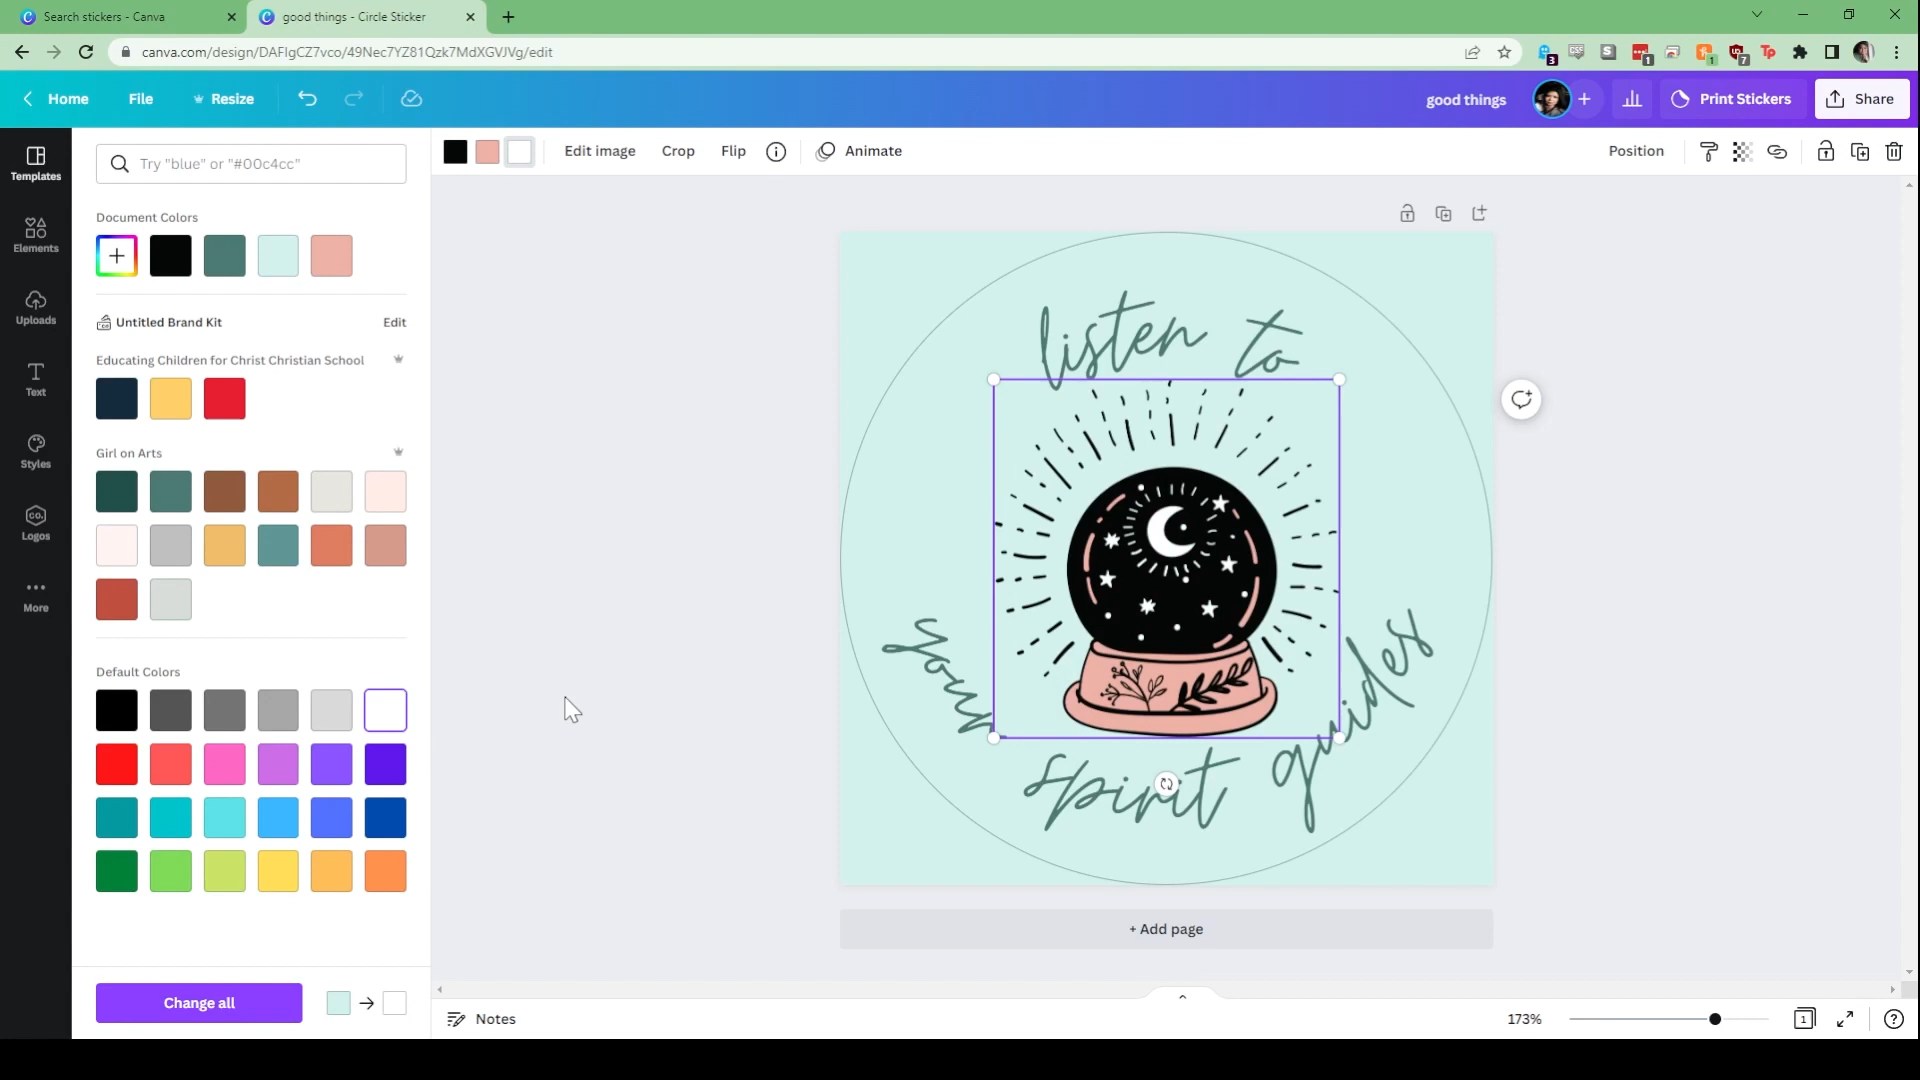 Search stickers - Canva
good things - Circle Sticker
canva.com/design/DAFIgCZ7vco/49Nec7YZ81Qzk7MdXGVJVg/edit
Home
File
Resize
good things
Print Stickers
Share
Templates
Elements
Uploads
Text
Styles
Logos
More
Try "blue" or "#00c4cc"
Document Colors
Untitled Brand Kit
Edit
Educating Children for Christ Christian School
Girl on Arts
Default Colors
Change all
Edit image
Crop
Flip
Animate
Position
listen to
your spirit guides
+ Add page
Notes
173%
1